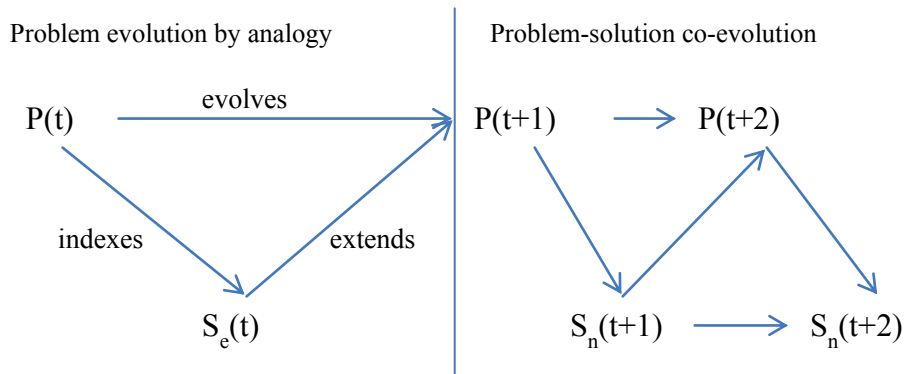 Problem evolution by analogy
Problem-solution co-evolution
evolves
P(t)
P(t+1)
P(t+2)
indexes
extends
Sₑ(t)
Sₙ(t+1)
Sₙ(t+2)